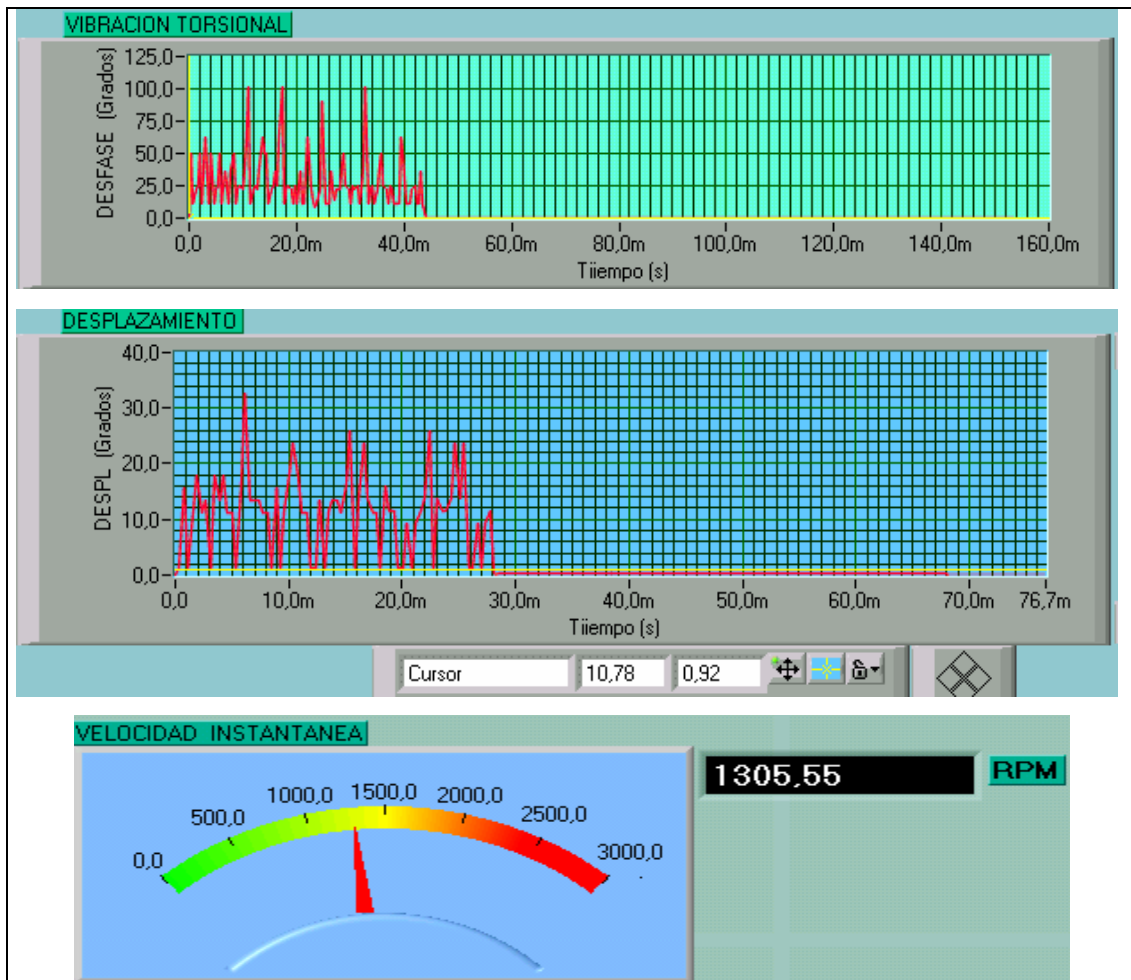 VIBRACION TORSIONAL
DESFASE (Grados)
125,0
100,0
75,0
50,0
25,0
0,0
0,0 20,0m 40,0m 60,0m 80,0m 100,0m 120,0m 140,0m 160,0m
Tiiempo (s)
DESPLAZAMIENTO
DESPL (Grados)
40,0
30,0
20,0
10,0
0,0
0,0 10,0m 20,0m 30,0m 40,0m 50,0m 60,0m 70,0m 76,7m
Tiiempo (s)
Cursor 10,78 0,92
VELOCIDAD INSTANTANEA
0,0 500,0 1000,0 1500,0 2000,0 2500,0 3000,0
1305,55 RPM